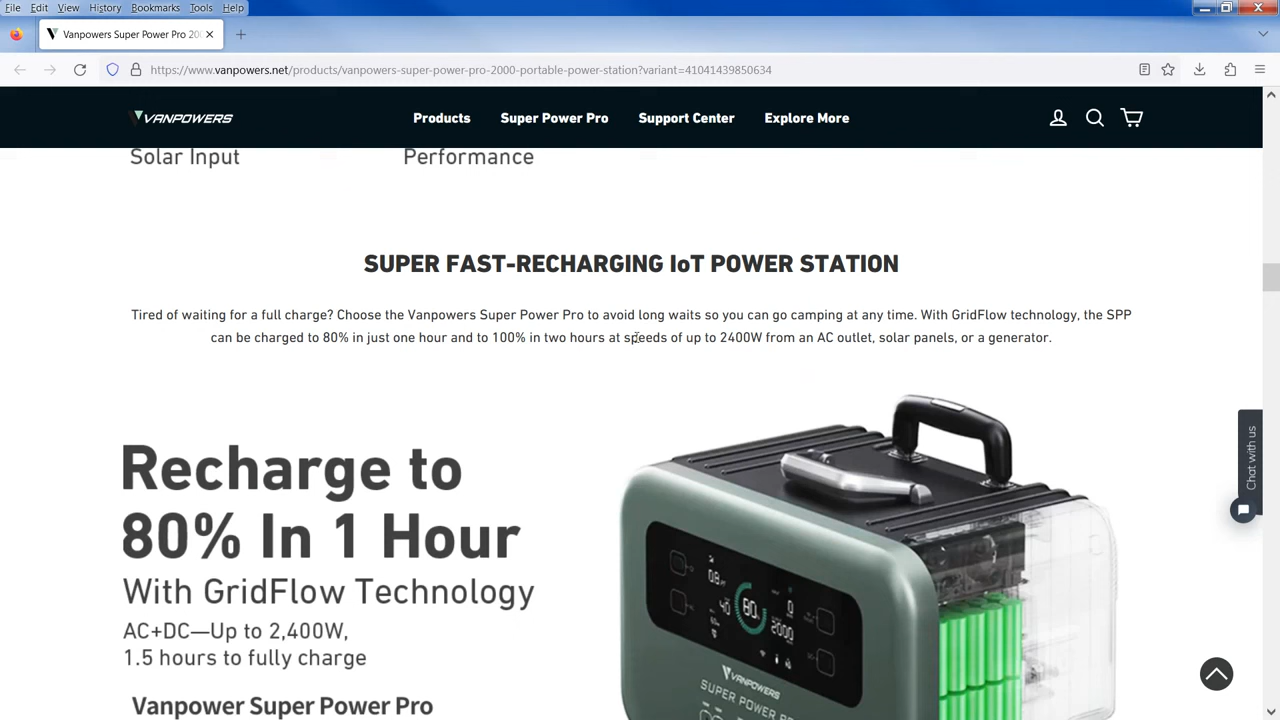 File Edit View History Bookmarks Tools Help
Vanpowers Super Power Pro 20
https://www.vanpowers.net/products/vanpowers-super-power-pro-2000-portable-power-station?variant=41041439850634
VANPOWERS
Products Super Power Pro Support Center Explore More
Solar Input Performance
SUPER FAST-RECHARGING IoT POWER STATION
Tired of waiting for a full charge? Choose the Vanpowers Super Power Pro to avoid long waits so you can go camping at any time. With GridFlow technology, the SPP
can be charged to 80% in just one hour and to 100% in two hours at speeds of up to 2400W from an AC outlet, solar panels, or a generator.
Recharge to
80% In 1 Hour
With GridFlow Technology
AC+DC—Up to 2,400W,
1.5 hours to fully charge
Vanpower Super Power Pro
80
2000
VANPOWERS
SUPER POWER
Chat with us